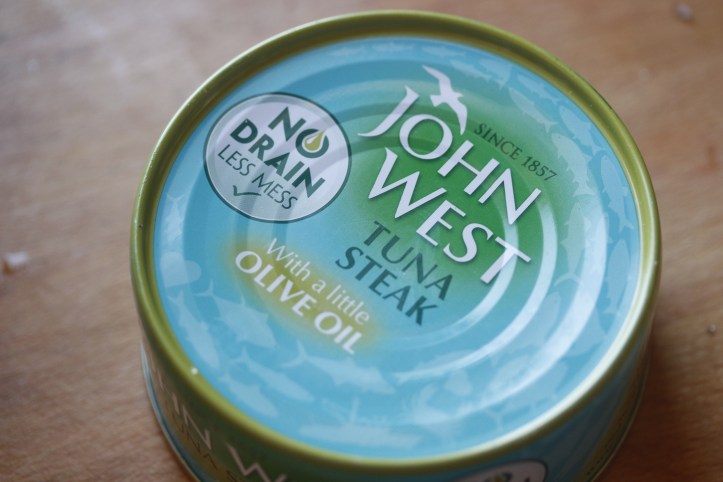 NO
DRAIN
LESS MESS
JOHN
WEST
SINCE 1857
TUNA
STEAK
With a little
OLIVE OIL